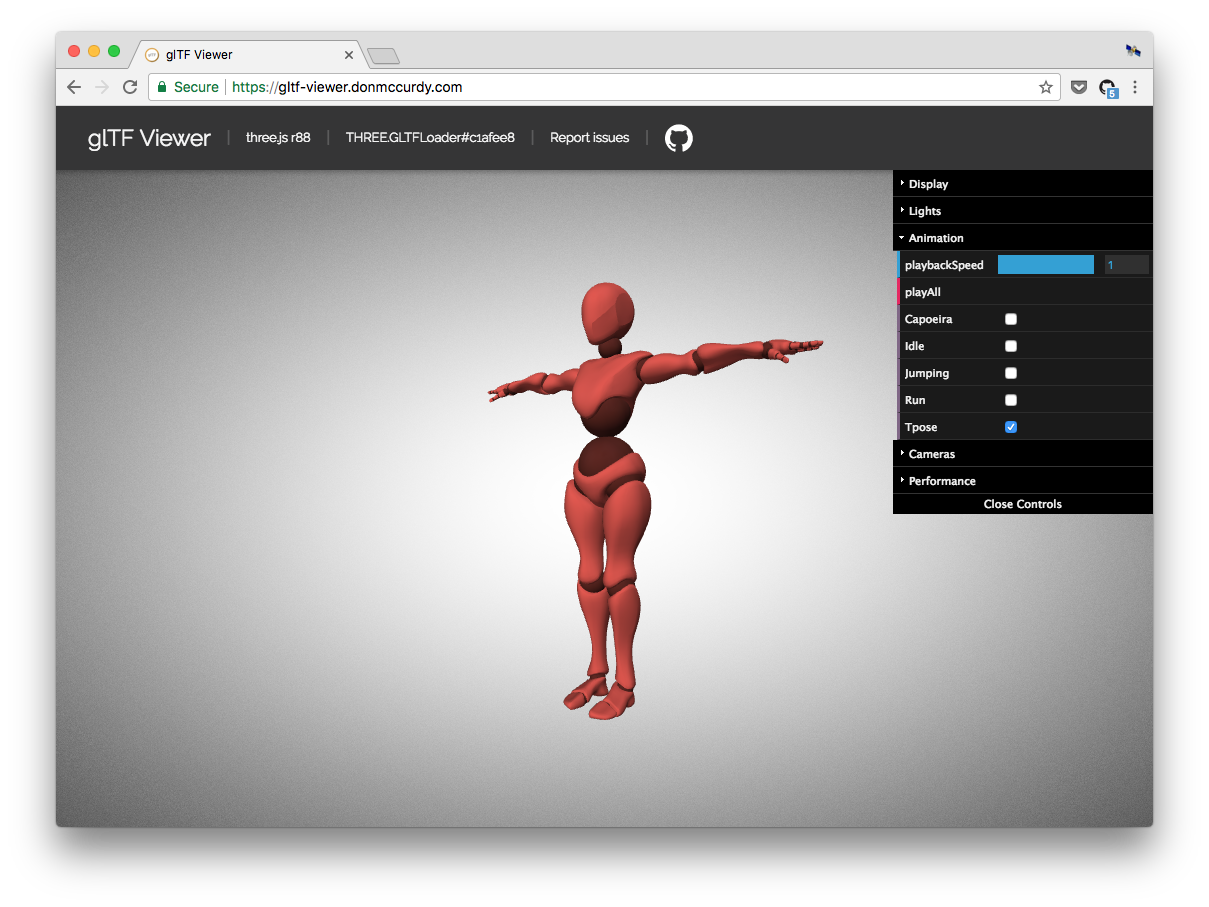 glTF Viewer
Secure https://gltf-viewer.donmccurdy.com
5
glTF Viewer three.js r88 THREE.GLTFLoader#c1afee8 Report issues
Display
Lights
Animation
playbackSpeed 1
playAll
Capoeira
Idle
Jumping
Run
Tpose
Cameras
Performance
Close Controls